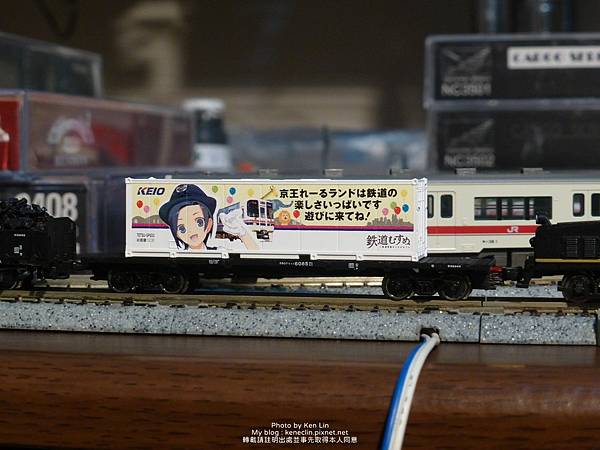 KEIO
京王れーるランドは鉄道の
楽しさいっぱいです
遊びに来てね!
鉄道むすめ
6085
408
NC3501
NC3502
JR
Photo by Ken Lin
My blog : keneclin.pixnet.net
轉載請註明出處並事先取得本人同意